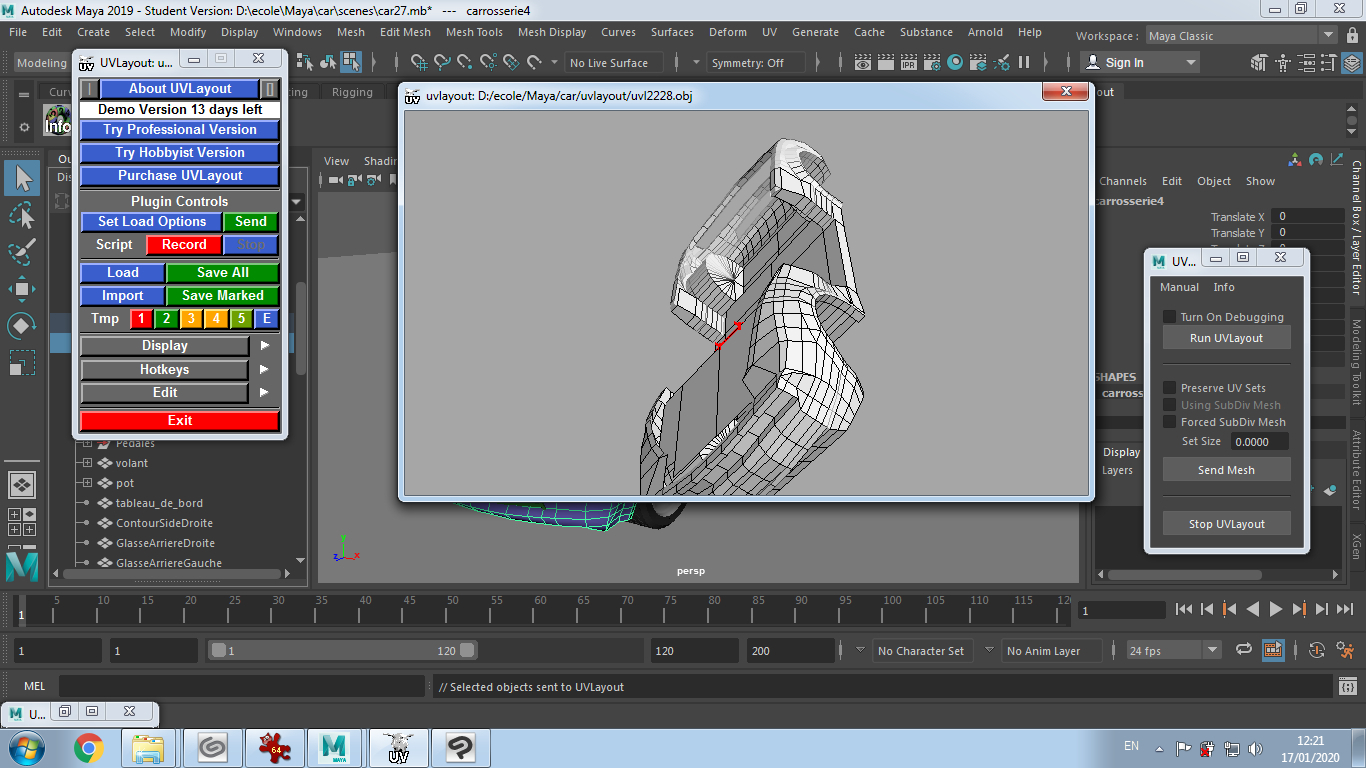 Autodesk Maya 2019 - Student Version: D:\ecole\Maya\car\scenes\car27.mb*   ---   carrosserie4
File Edit Create Select Modify Display Windows Mesh Edit Mesh Mesh Tools Mesh Display Curves Surfaces Deform UV Generate Cache Substance Arnold Help Workspace : Maya Classic
Modeling
No Live Surface
Symmetry: Off
IPR
Sign In
UVLayout: u...
About UVLayout
Demo Version 13 days left
Try Professional Version
Try Hobbyist Version
Purchase UVLayout
Plugin Controls
Set Load Options Send
Script Record Stop
Load Save All
Import Save Marked
Tmp 1 2 3 4 5 E
Display
Hotkeys
Edit
Exit
Rigging
Info
View
uvlayout: D:/ecole/Maya/car/uvlayout/uvl2228.obj
Channels Edit Object Show
carrosserie4
Translate X 0
Translate Y 0
SHAPES
Display
Layers
Channel Box / Layer Editor
Modeling Toolkit
Attribute Editor
XGen
UV...
Manual Info
Turn On Debugging
Run UVLayout
Preserve UV Sets
Using SubDiv Mesh
Forced SubDiv Mesh
Set Size 0.0000
Send Mesh
Stop UVLayout
Pedales
volant
pot
tableau_de_bord
ContourSideDroite
GlasseArriereDroite
GlasseArriereGauche
persp
1 5 10 15 20 25 30 35 40 45 50 55 60 65 70 75 80 85 90 95 100 105 110 115 1
1 1 1 120 120 200 No Character Set No Anim Layer 24 fps
MEL // Selected objects sent to UVLayout
U...
64
MAYA
UV
EN
12:21
17/01/2020